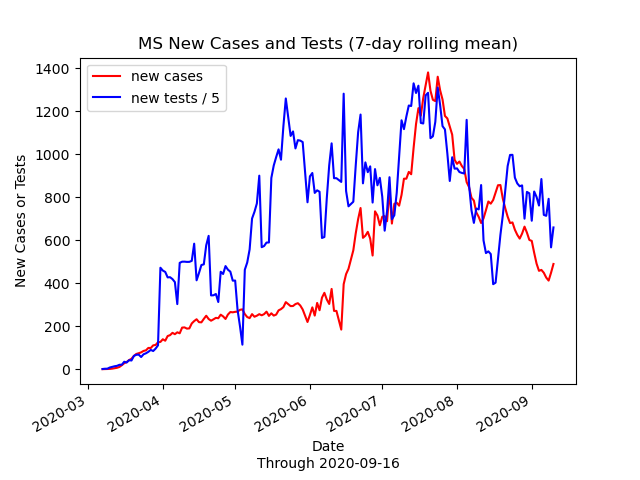 MS New Cases and Tests (7-day rolling mean)
new cases
new tests / 5
1400
1200
1000
800
600
400
200
0
New Cases or Tests
2020-03
2020-04
2020-05
2020-06
2020-07
2020-08
2020-09
Date
Through 2020-09-16